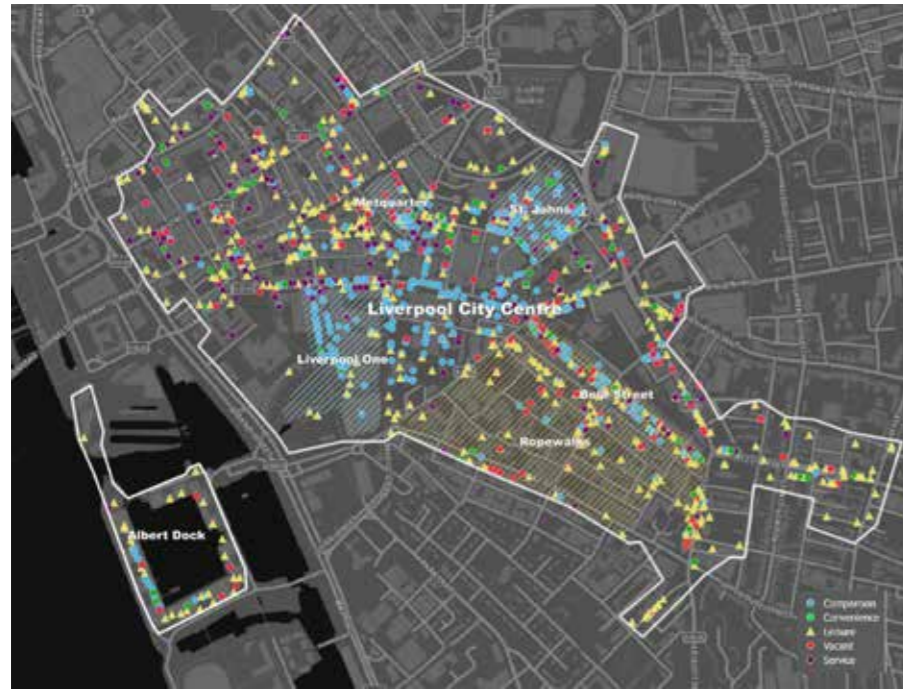 Metquarter
St. Johns
Liverpool City Centre
Liverpool One
Bold Street
Ropewalks
Albert Dock
Comparison
Convenience
Leisure
Vacant
Service